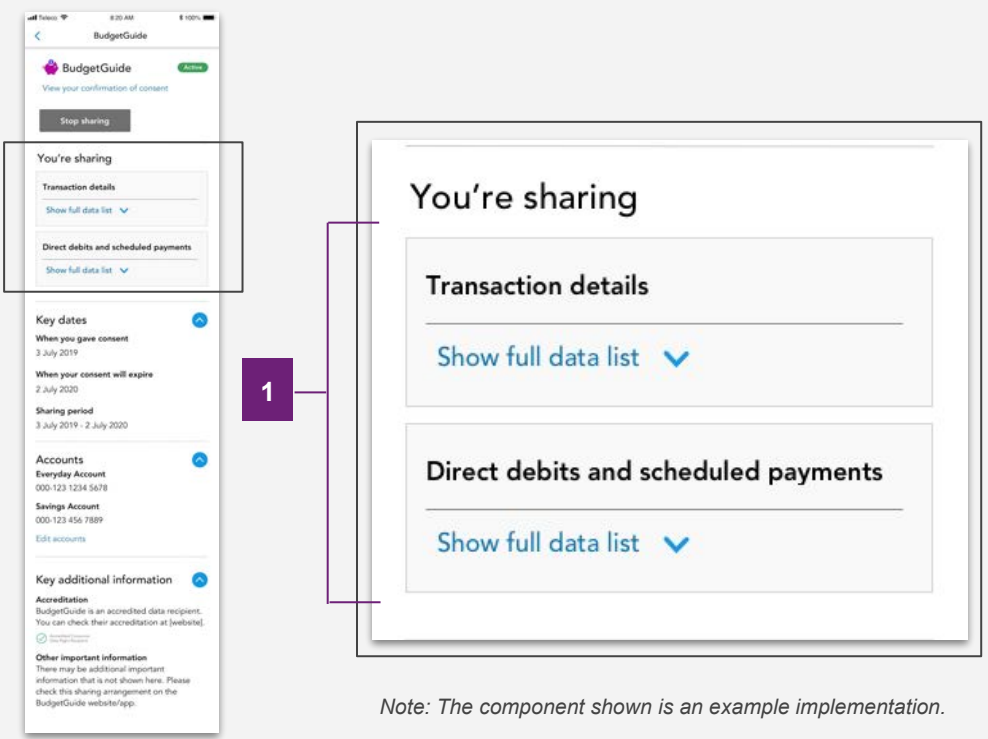 Teleco 8:20 AM 100%
BudgetGuide
BudgetGuide Active
View your confirmation of consent
Stop sharing
You're sharing
Transaction details
Show full data list
Direct debits and scheduled payments
Show full data list
Key dates
When you gave consent
3 July 2019
When your consent will expire
2 July 2020
Sharing period
3 July 2019 - 2 July 2020
Accounts
Everyday Account
000-123 1234 5678
Savings Account
000-123 456 7889
Edit accounts
Key additional information
Accreditation
BudgetGuide is an accredited data recipient.
You can check their accreditation at [website].
Other important information
There may be additional important
information that is not shown here. Please
check this sharing arrangement on the
BudgetGuide website/app.
1
You're sharing
Transaction details
Show full data list
Direct debits and scheduled payments
Show full data list
Note: The component shown is an example implementation.